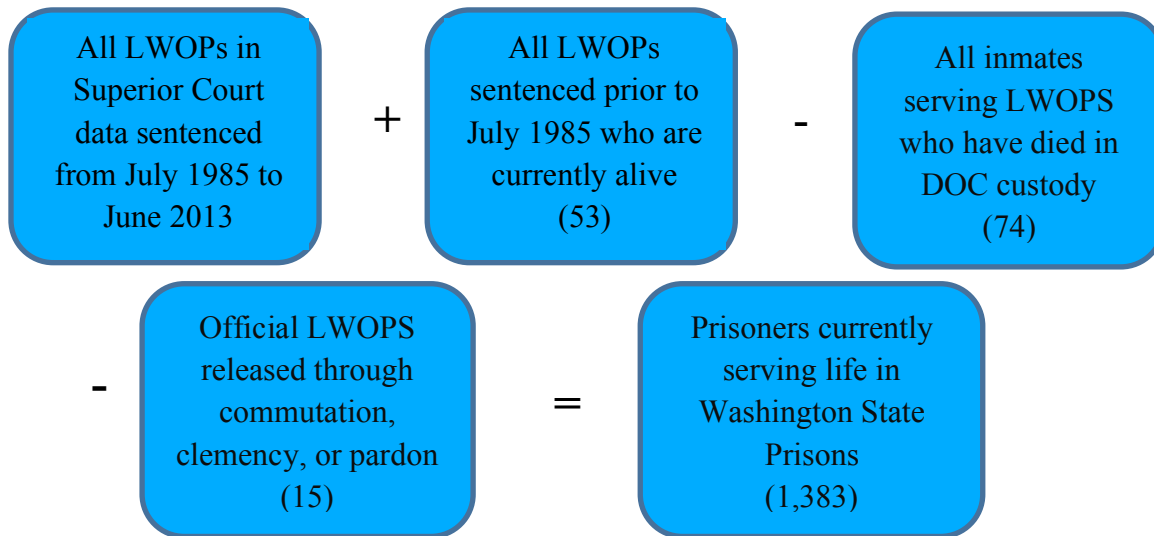 All LWOPs in
Superior Court
data sentenced
from July 1985 to
June 2013
+
All LWOPs
sentenced prior to
July 1985 who are
currently alive
(53)
-
All inmates
serving LWOPS
who have died in
DOC custody
(74)
-
Official LWOPS
released through
commutation,
clemency, or pardon
(15)
=
Prisoners currently
serving life in
Washington State
Prisons
(1,383)